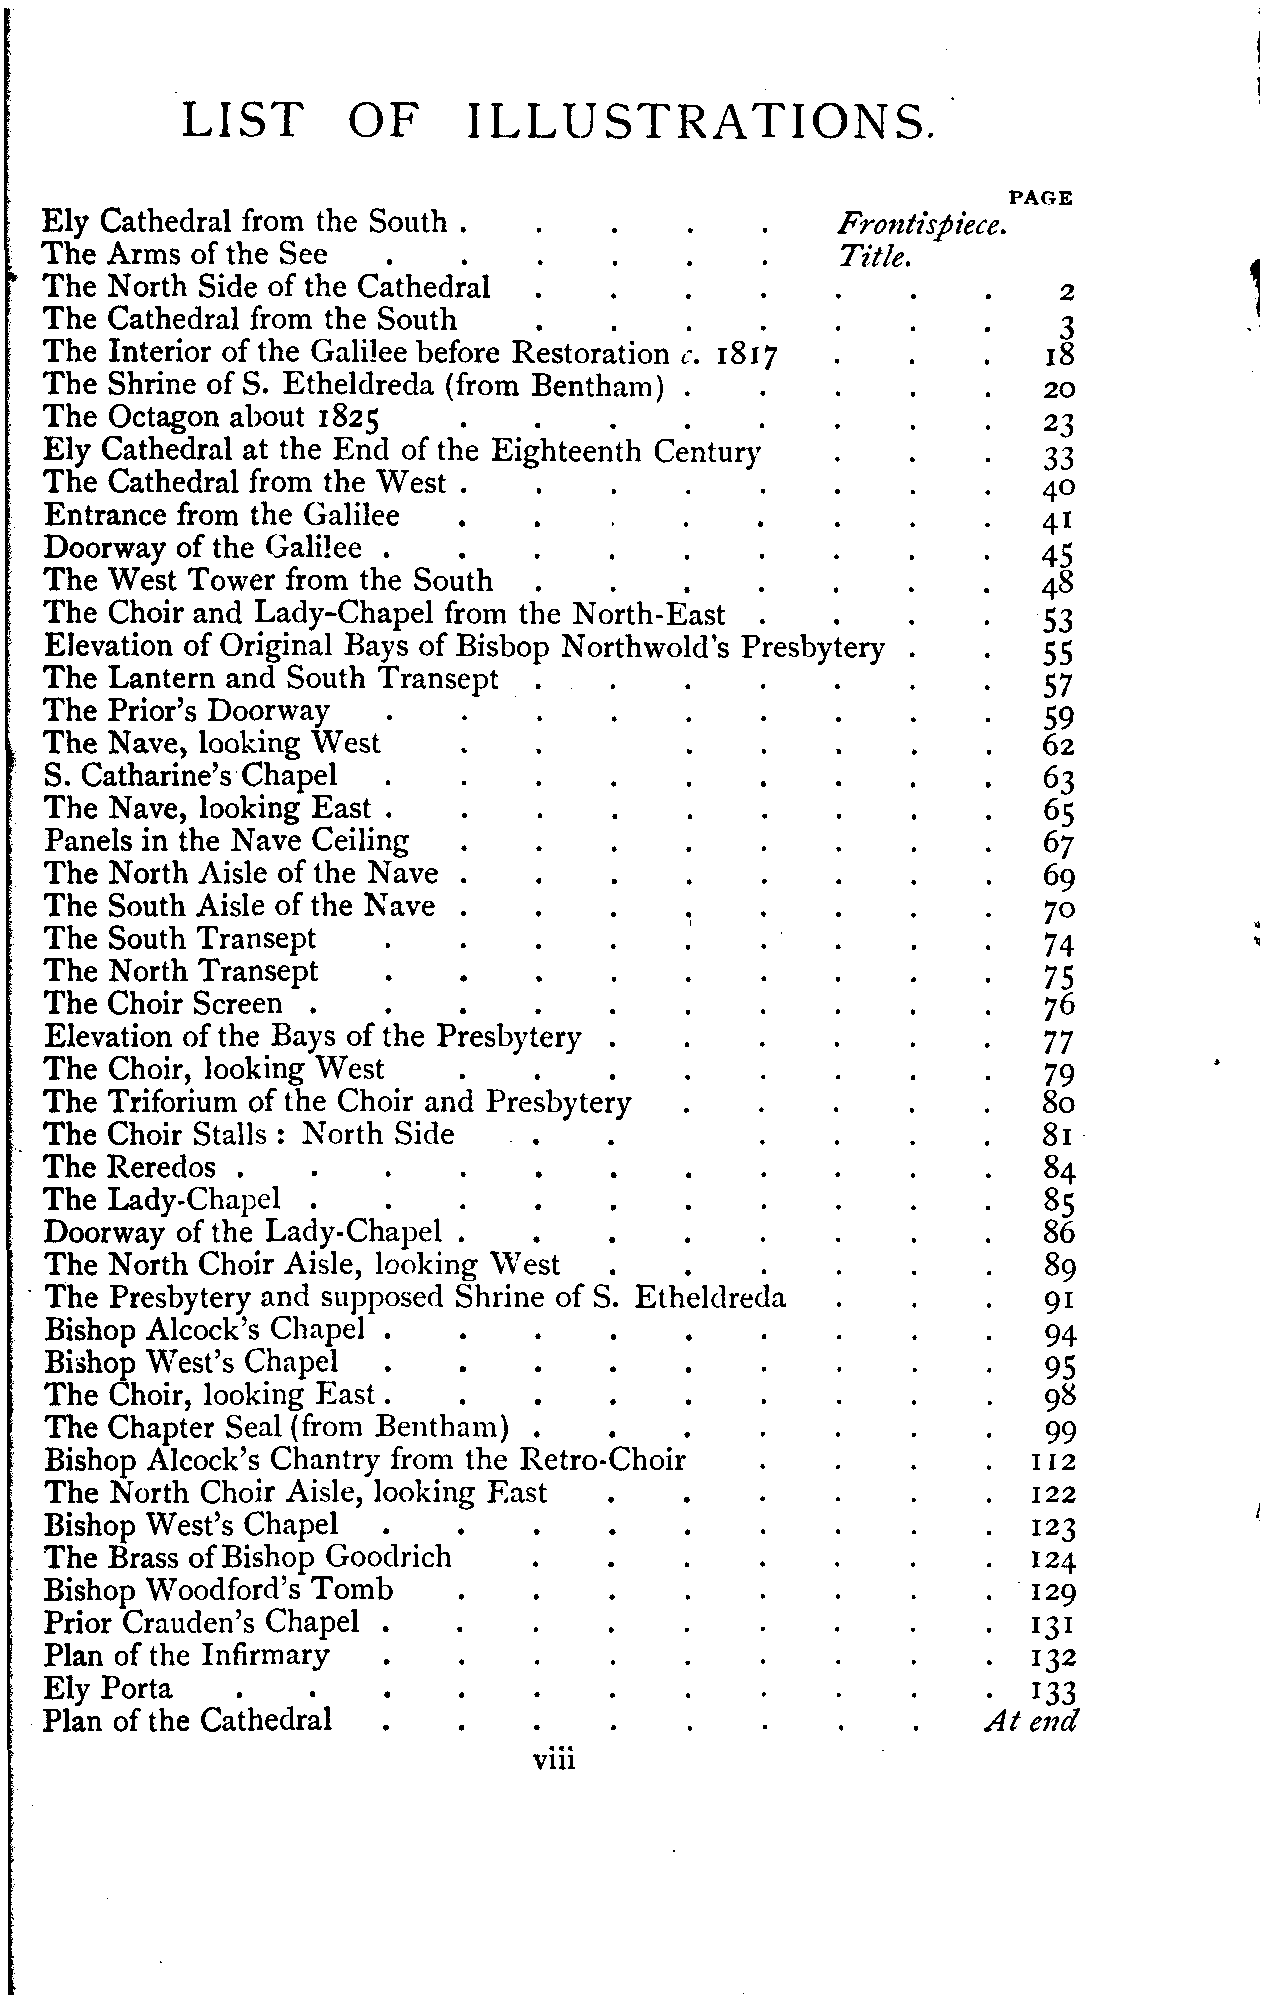 LIST OF ILLUSTRATIONS.
PAGE
Ely Cathedral from the South . . . . . Frontispiece.
The Arms of the See . . . . . . Title.
The North Side of the Cathedral . . . . . . . 2
The Cathedral from the South . . . . . . . 3
The Interior of the Galilee before Restoration c. 1817 . . . 18
The Shrine of S. Etheldreda (from Bentham) . . . . . 20
The Octagon about 1825 . . . . . . . . 23
Ely Cathedral at the End of the Eighteenth Century . . . 33
The Cathedral from the West . . . . . . . . 40
Entrance from the Galilee . . . . . . . . 41
Doorway of the Galilee . . . . . . . . . 45
The West Tower from the South . . . . . . . 48
The Choir and Lady-Chapel from the North-East . . . . 53
Elevation of Original Bays of Bishop Northwold's Presbytery . . 55
The Lantern and South Transept . . . . . . . 57
The Prior's Doorway . . . . . . . . . 59
The Nave, looking West . . . . . . . 62
S. Catharine's Chapel . . . . . . . . . 63
The Nave, looking East . . . . . . . . . 65
Panels in the Nave Ceiling . . . . . . . . 67
The North Aisle of the Nave . . . . . . . . 69
The South Aisle of the Nave . . . . . . . . 70
The South Transept . . . . . . . . . 74
The North Transept . . . . . . . . . 75
The Choir Screen . . . . . . . . . . 76
Elevation of the Bays of the Presbytery . . . . . . 77
The Choir, looking West . . . . . . . . 79
The Triforium of the Choir and Presbytery . . . . . 80
The Choir Stalls : North Side . . . . . . 81
The Reredos . . . . . . . . . . . 84
The Lady-Chapel . . . . . . . . . . 85
Doorway of the Lady-Chapel . . . . . . . . 86
The North Choir Aisle, looking West . . . . . . 89
The Presbytery and supposed Shrine of S. Etheldreda . . . 91
Bishop Alcock's Chapel . . . . . . . . . 94
Bishop West's Chapel . . . . . . . . . 95
The Choir, looking East . . . . . . . . . 98
The Chapter Seal (from Bentham) . . . . . . . 99
Bishop Alcock's Chantry from the Retro-Choir . . . . 112
The North Choir Aisle, looking East . . . . . . 122
Bishop West's Chapel . . . . . . . . . 123
The Brass of Bishop Goodrich . . . . . . . 124
Bishop Woodford's Tomb . . . . . . . . 129
Prior Crauden's Chapel . . . . . . . . . 131
Plan of the Infirmary . . . . . . . . . 132
Ely Porta . . . . . . . . . . . 133
Plan of the Cathedral . . . . . . . . At end
viii